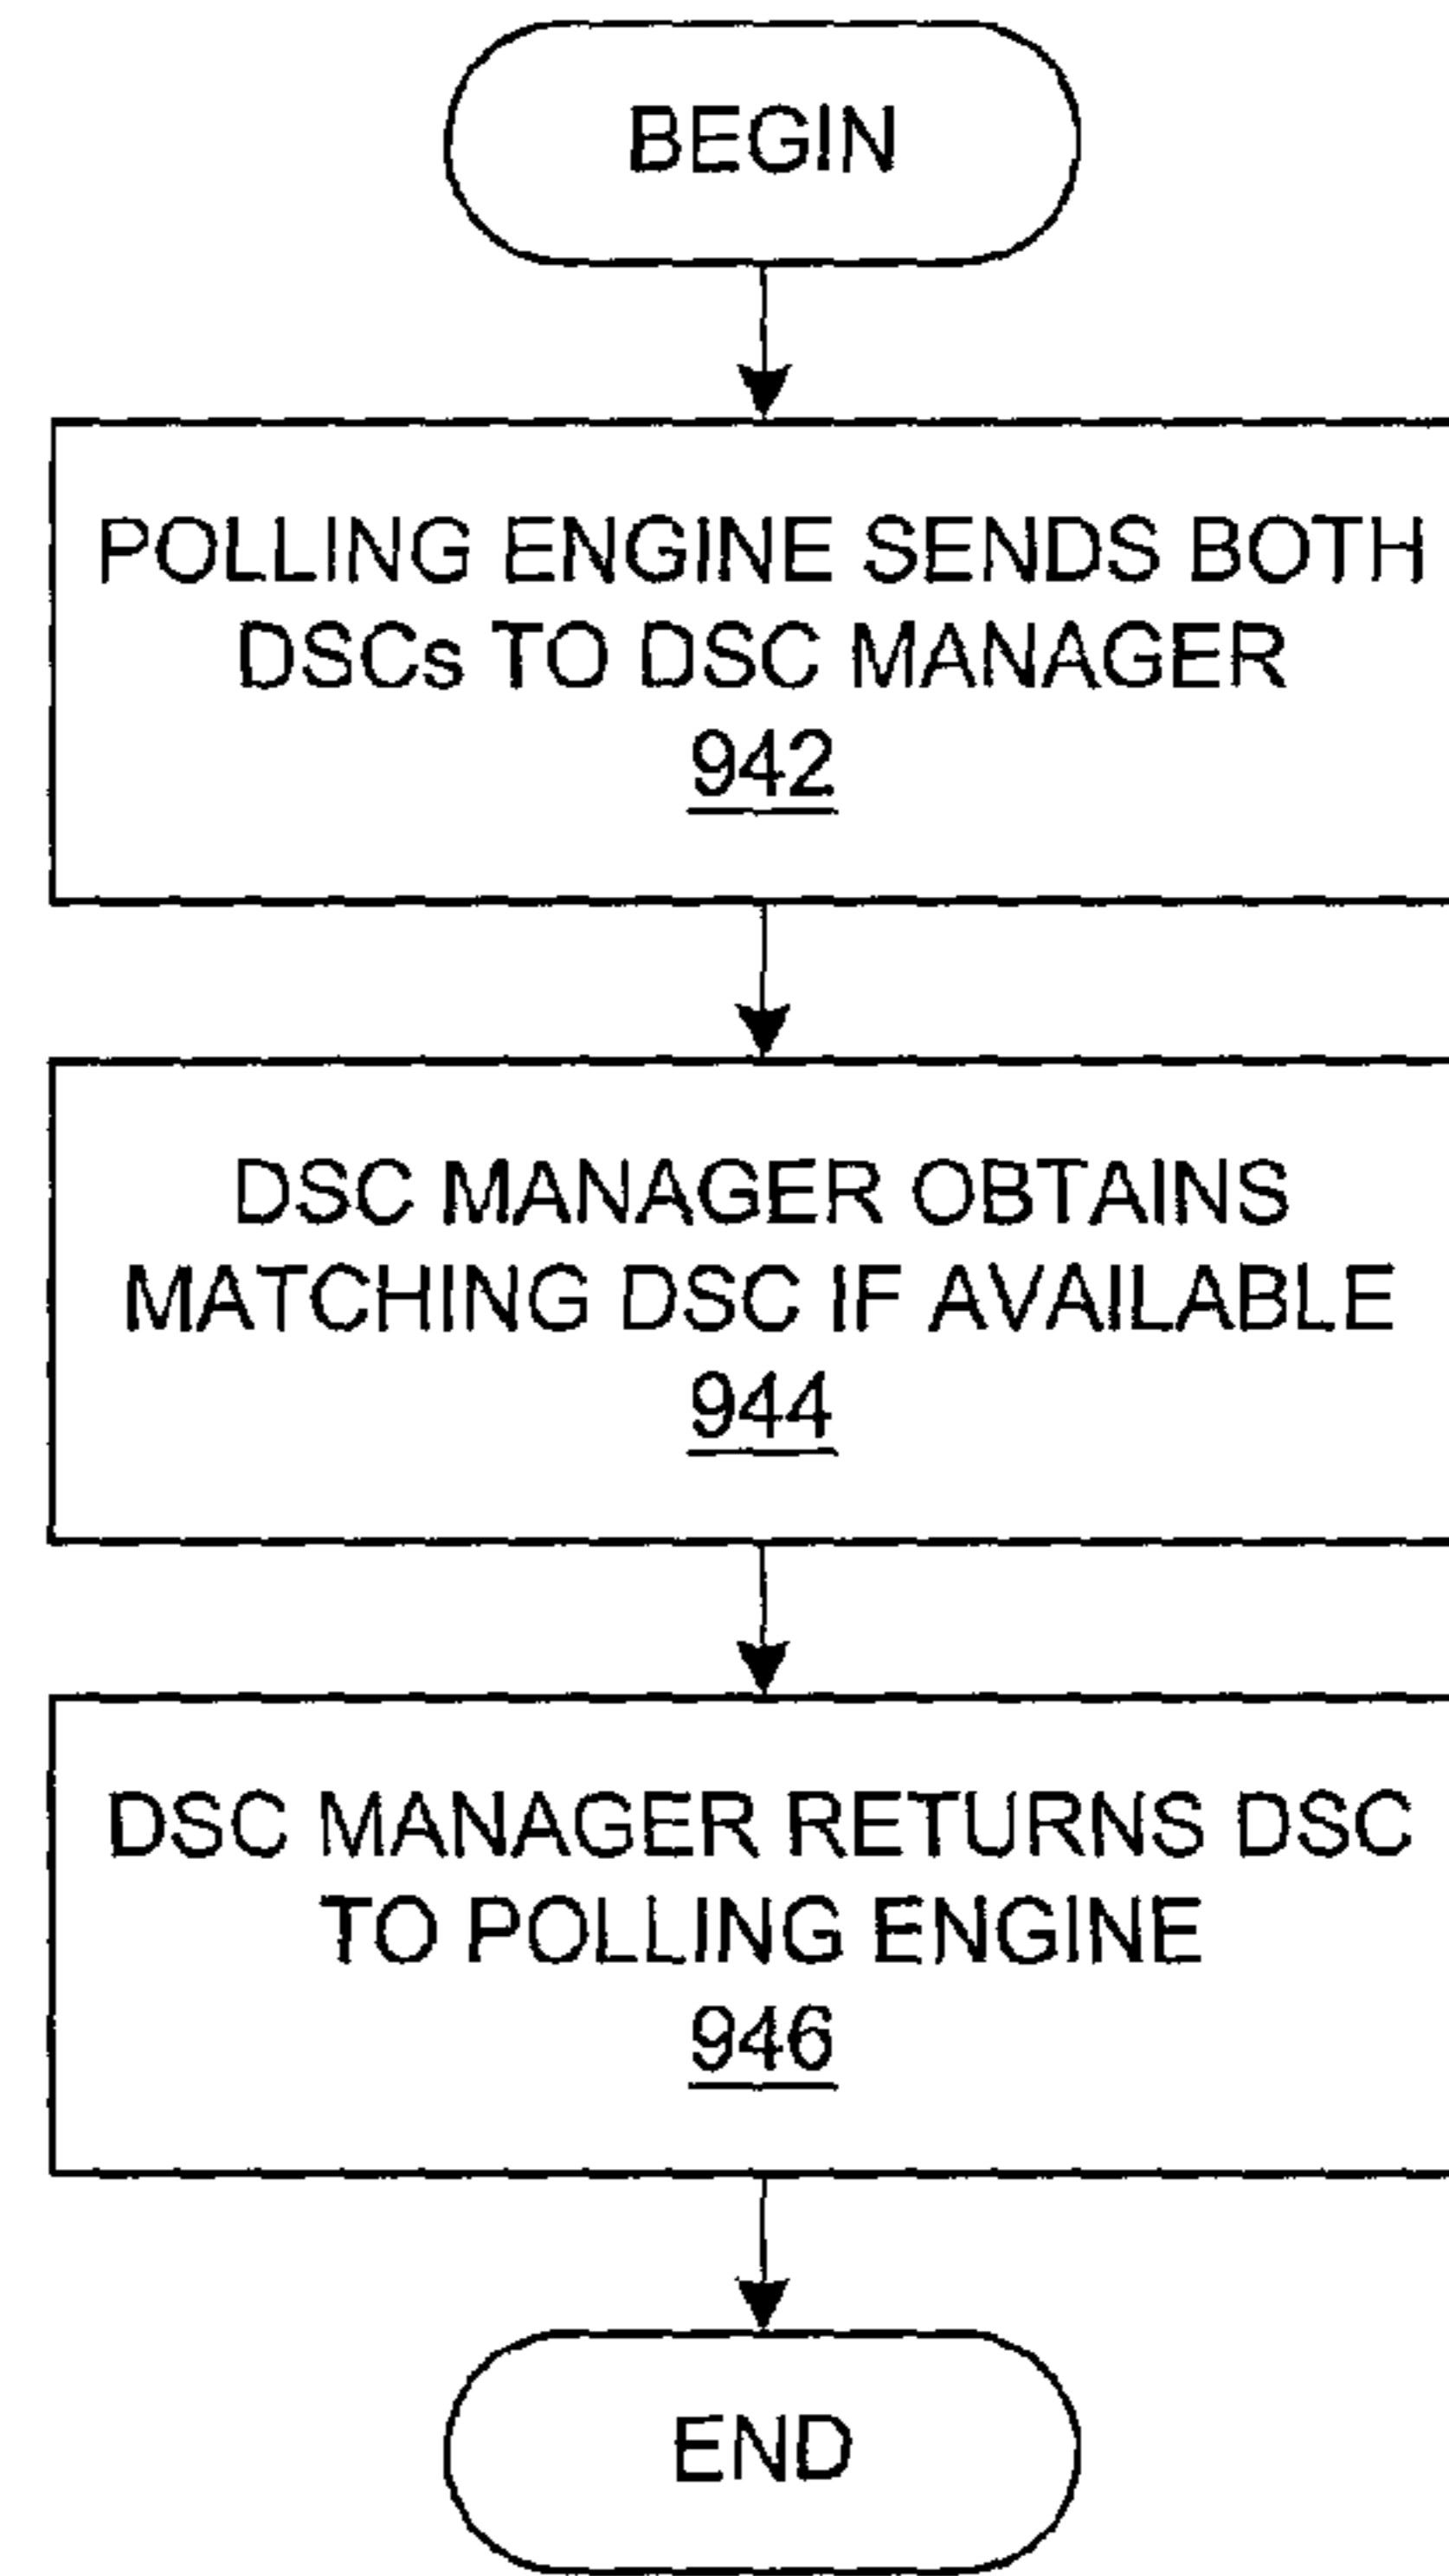 BEGIN
POLLING ENGINE SENDS BOTH
DSCs TO DSC MANAGER
942
DSC MANAGER OBTAINS
MATCHING DSC IF AVAILABLE
944
DSC MANAGER RETURNS DSC
TO POLLING ENGINE
946
END